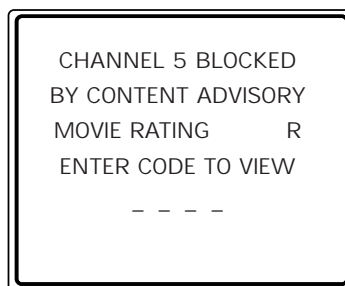 CHANNEL 5 BLOCKED
BY CONTENT ADVISORY
MOVIE RATING R
ENTER CODE TO VIEW
_ _ _ _